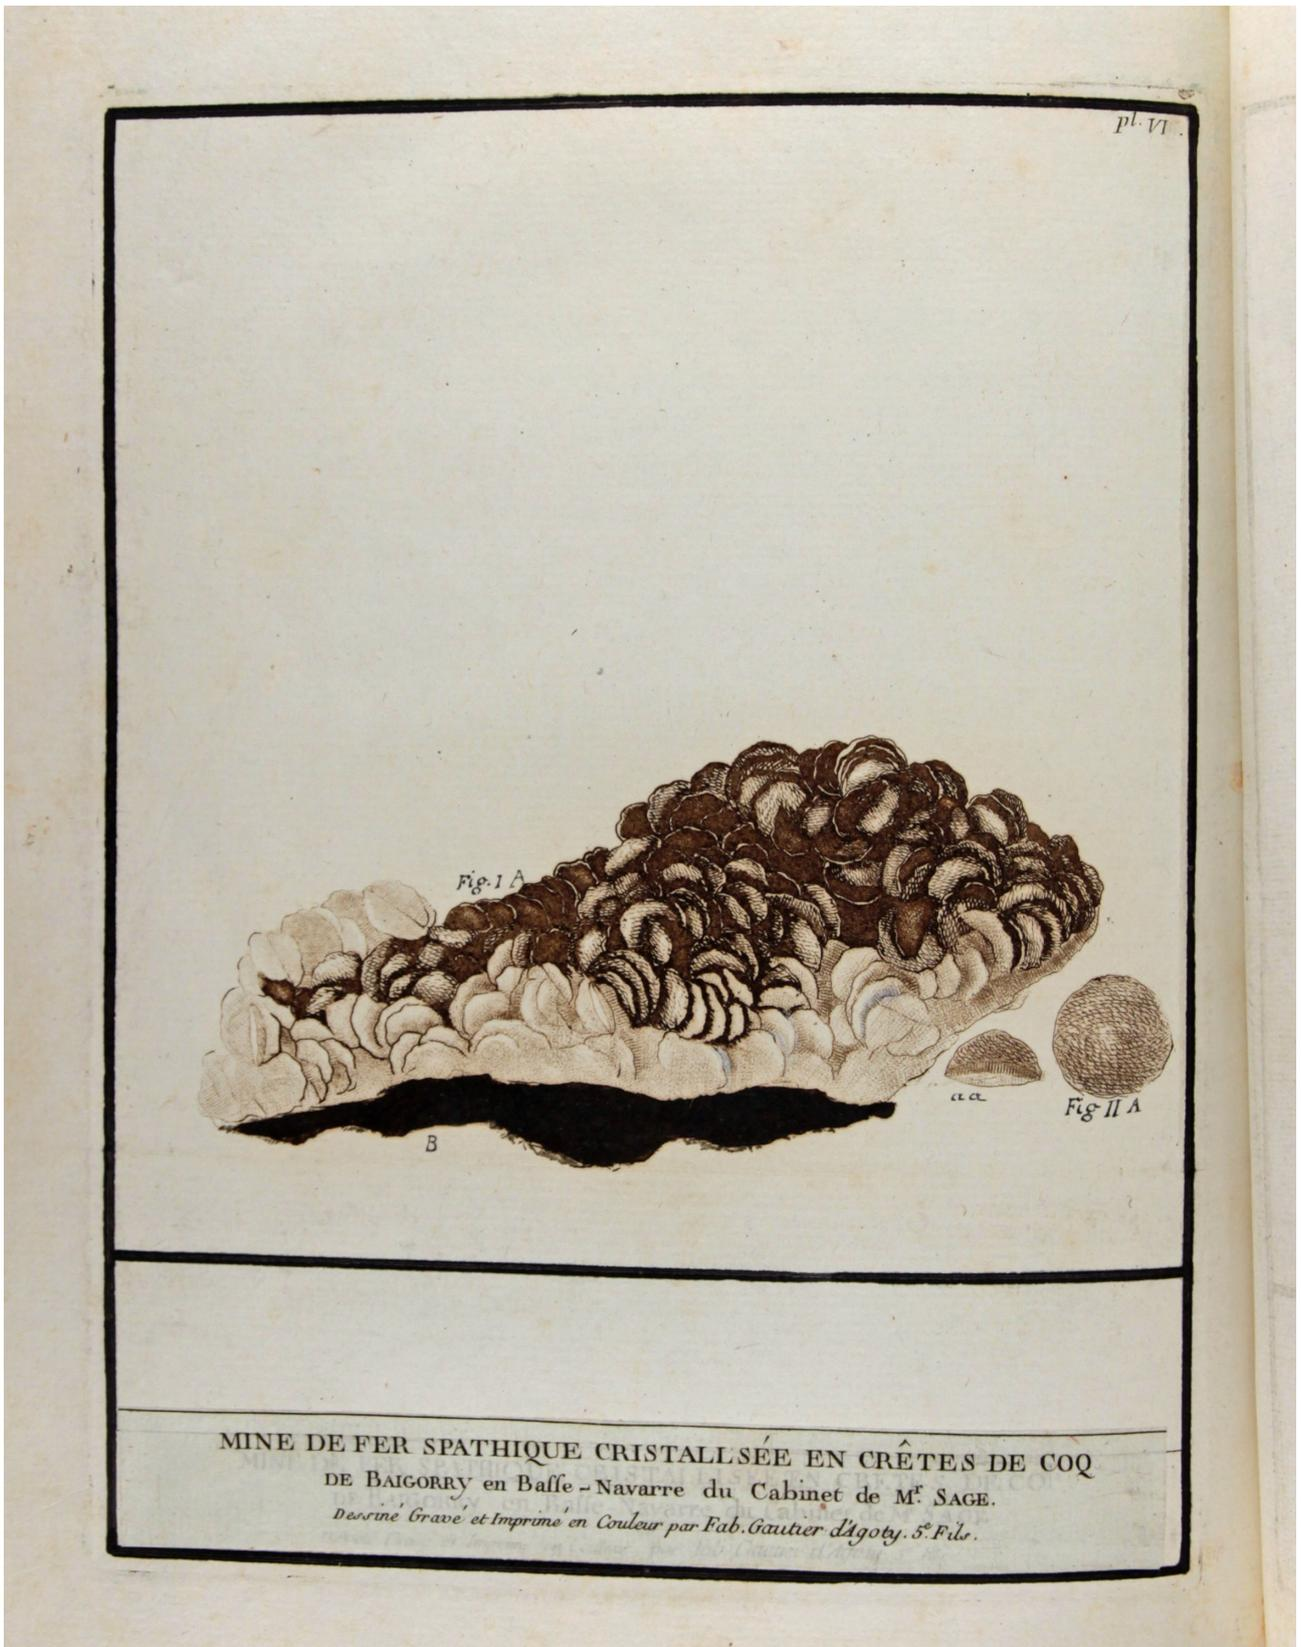 Pl. VI.
Fig. I A
aa
Fig II A
B
MINE DE FER SPATHIQUE CRISTALLSÉE EN CRÊTES DE COQ
DE BAIGORRY en Baſſe-Navarre du Cabinet de Mr. SAGE.
Dessiné Gravé et Imprimé en Couleur par Fab. Gautier d'Agoty. 5e. Fils.